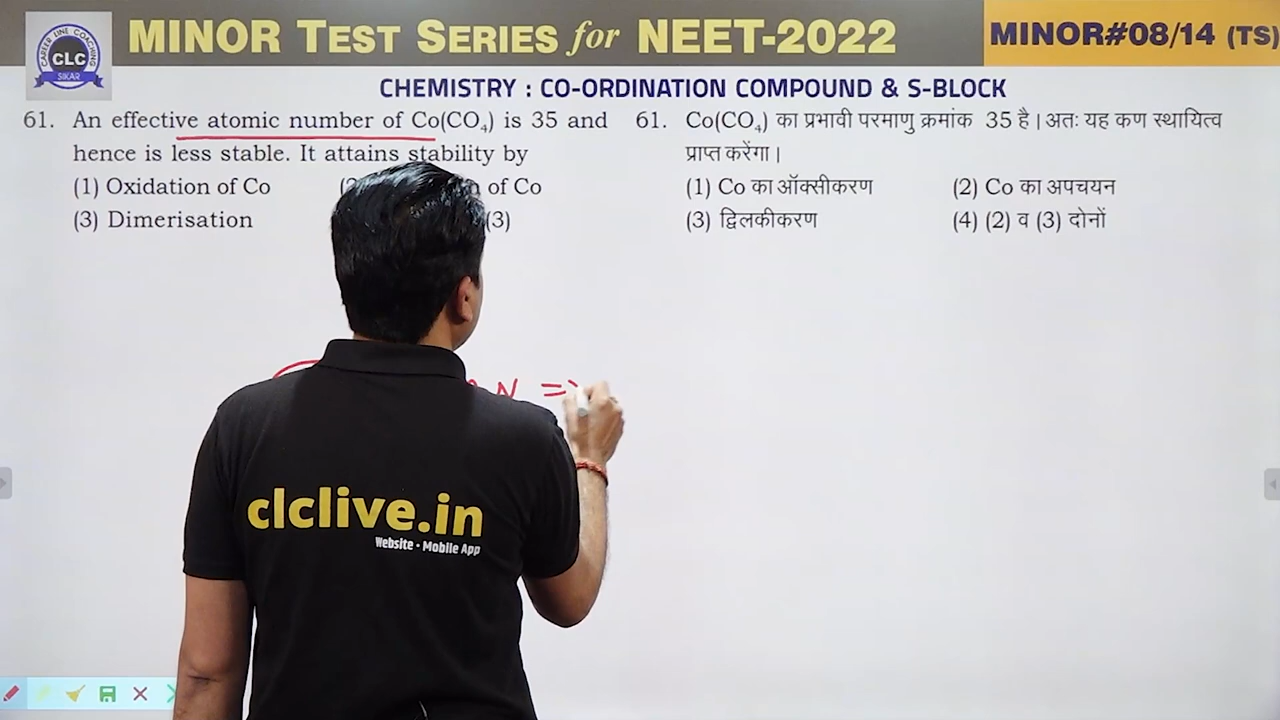 CAREER LINE COACHING
CLC
SIKAR
MINOR TEST SERIES for NEET-2022
MINOR#08/14 (TS)
CHEMISTRY : CO-ORDINATION COMPOUND & S-BLOCK
61. An effective atomic number of Co(CO₄) is 35 and
hence is less stable. It attains stability by
(1) Oxidation of Co (2 n of Co
(3) Dimerisation (3)
61. Co(CO₄) का प्रभावी परमाणु क्रमांक 35 है। अतः यह कण स्थायित्व
प्राप्त करेंगा।
(1) Co का ऑक्सीकरण (2) Co का अपचयन
(3) द्विलकीकरण (4) (2) व (3) दोनों
N =>
clclive.in
Website • Mobile App